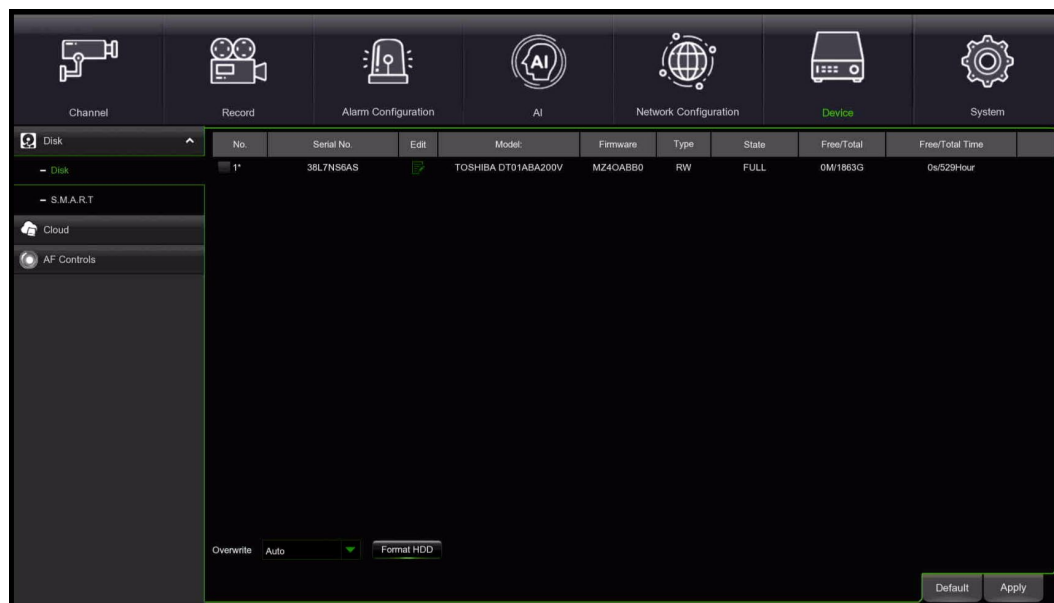 Channel Record Alarm Configuration AI Network Configuration Device System
Disk
No. Serial No. Edit Model: Firmware Type State Free/Total Free/Total Time
1* 38L7NS6AS TOSHIBA DT01ABA200V MZ4OABB0 RW FULL 0M/1863G 0s/529Hour
Disk
S.M.A.R.T
Cloud
AF Controls
Overwrite Auto Format HDD
Default Apply